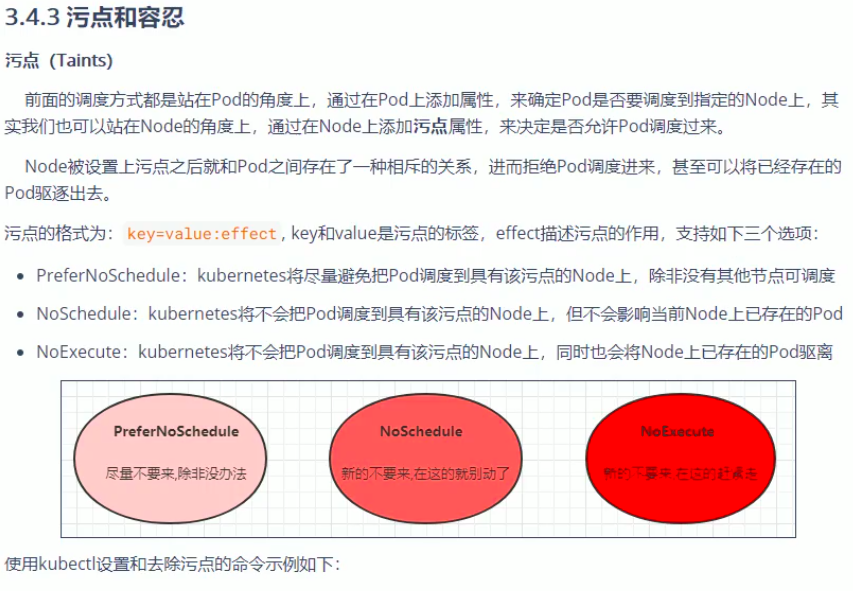 3.4.3 污点和容忍
污点（Taints)
前面的调度方式都是站在Pod的角度上，通过在Pod上添加属性，来确定Pod是否要调度到指定的Node上，其
实我们也可以站在Node的角度上，通过在Node上添加污点属性，来决定是否允许Pod调度过来。
Node被设置上污点之后就和Pod之间存在了一种相斥的关系，进而拒绝Pod调度进来，甚至可以将已经存在的
Pod驱逐出去。
污点的格式为：key=value:effect, key和value是污点的标签，effect描述污点的作用，支持如下三个选项：
• PreferNoSchedule：kubernetes将尽量避免把Pod调度到具有该污点的Node上，除非没有其他节点可调度
• NoSchedule：kubernetes将不会把Pod调度到具有该污点的Node上，但不会影响当前Node上已存在的Pod
• NoExecute：kubernetes将不会把Pod调度到具有该污点的Node上，同时也会将Node上已存在的Pod驱离
PreferNoSchedule
尽量不要来,除非没办法
NoSchedule
新的不要来,在这的就别动了
NoExecute
新的不要来,在这的赶紧走
使用kubectl设置和去除污点的命令示例如下：